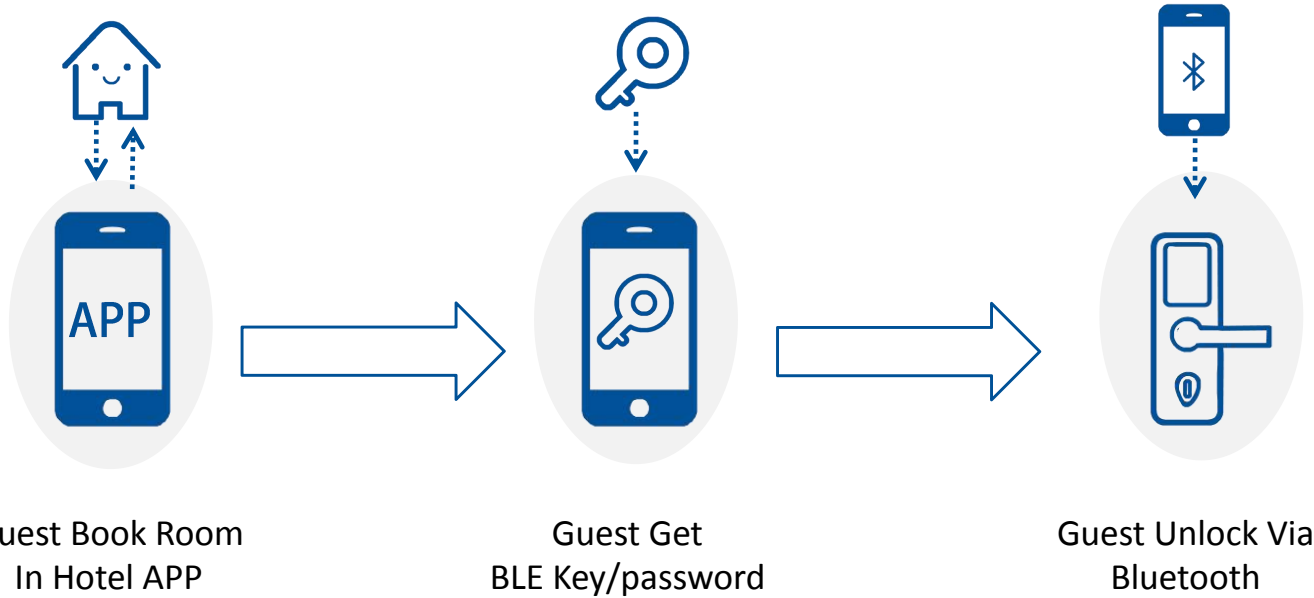 APP
uest Book Room
In Hotel APP
Guest Get
BLE Key/password
Guest Unlock Via
Bluetooth